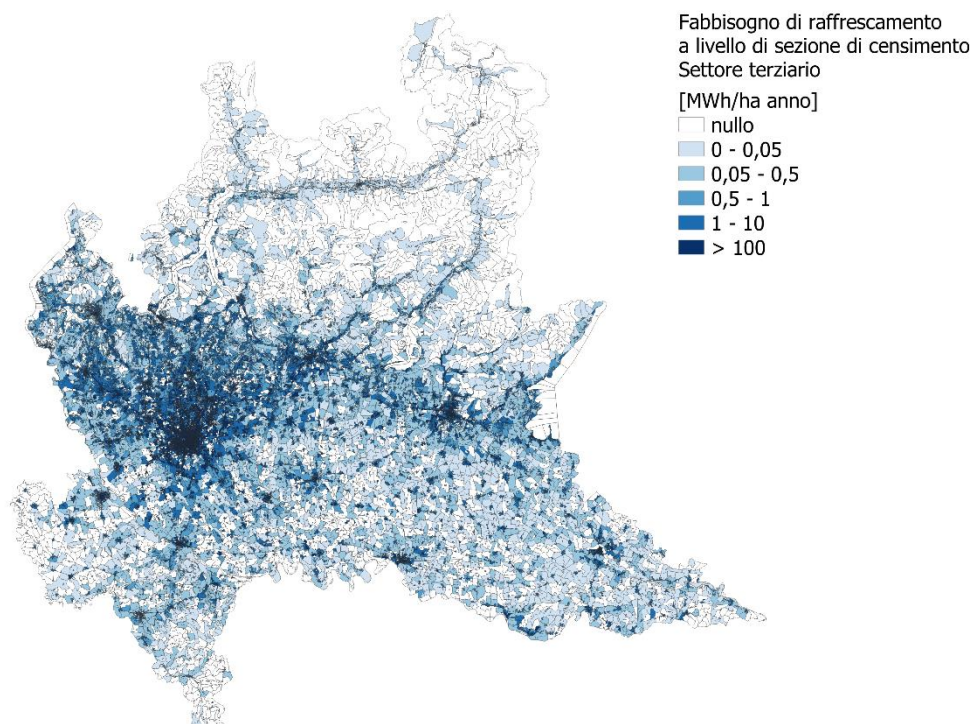 Fabbisogno di raffrescamento
a livello di sezione di censimento
Settore terziario
[MWh/ha anno]
nullo
0 - 0,05
0,05 - 0,5
0,5 - 1
1 - 10
> 100